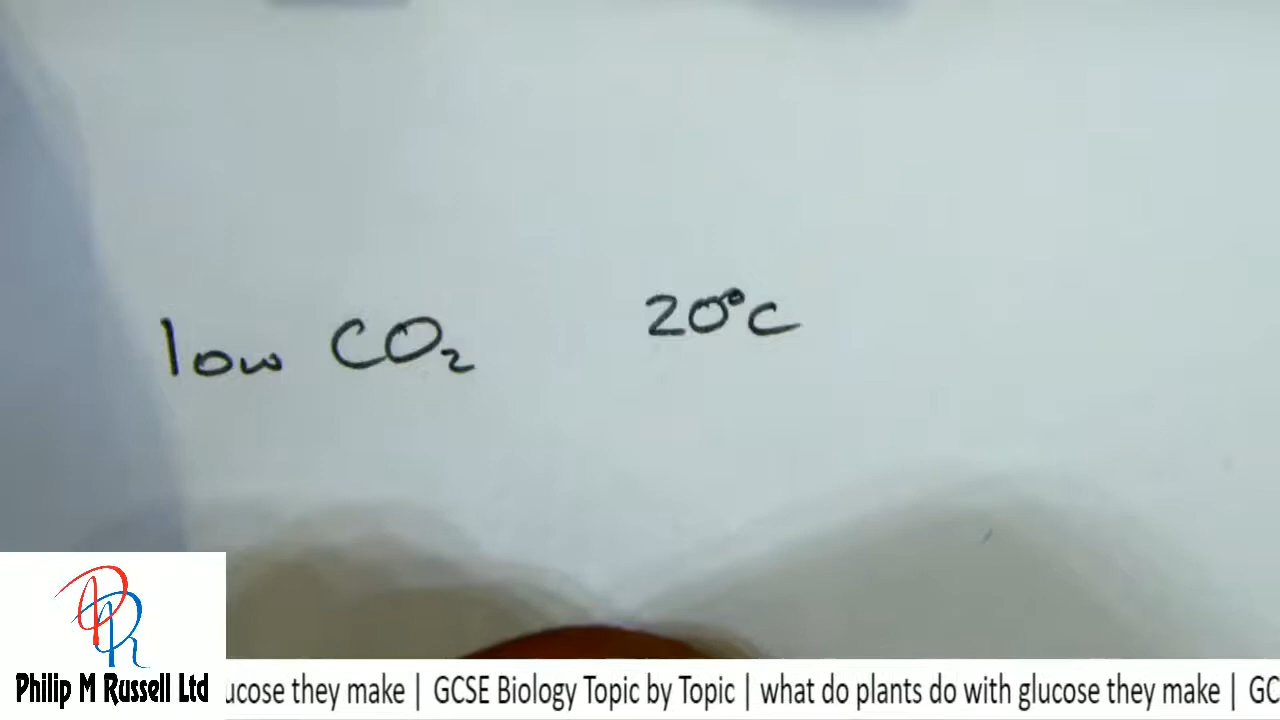 low CO₂ 20°C
Philip M Russell Ltd
ucose they make | GCSE Biology Topic by Topic | what do plants do with glucose they make | GC